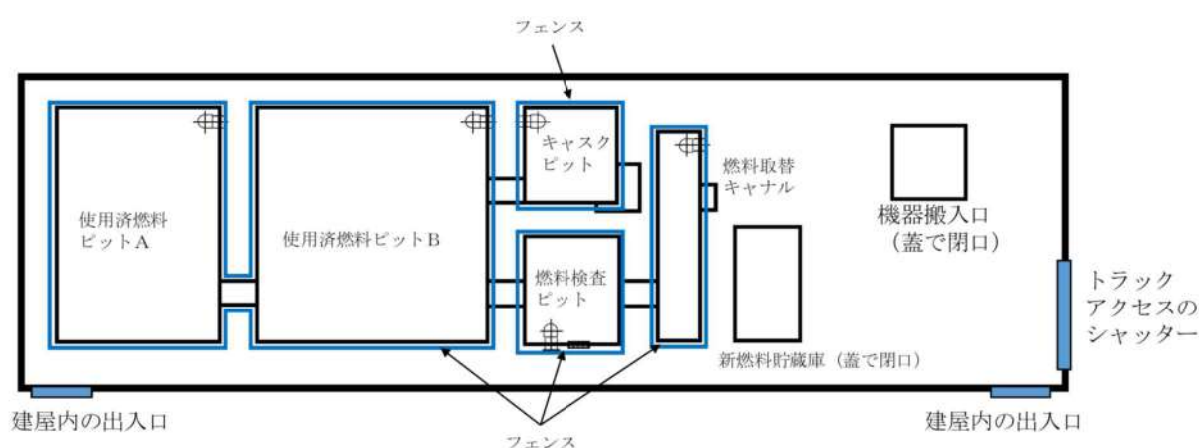 フェンス
キャスク
ピット
燃料取替
キャナル
使用済燃料
ピットA
使用済燃料ピットB
機器搬入口
（蓋で閉口）
燃料検査
ピット
トラック
アクセスの
シャッター
新燃料貯蔵庫（蓋で閉口）
建屋内の出入口
建屋内の出入口
フェンス